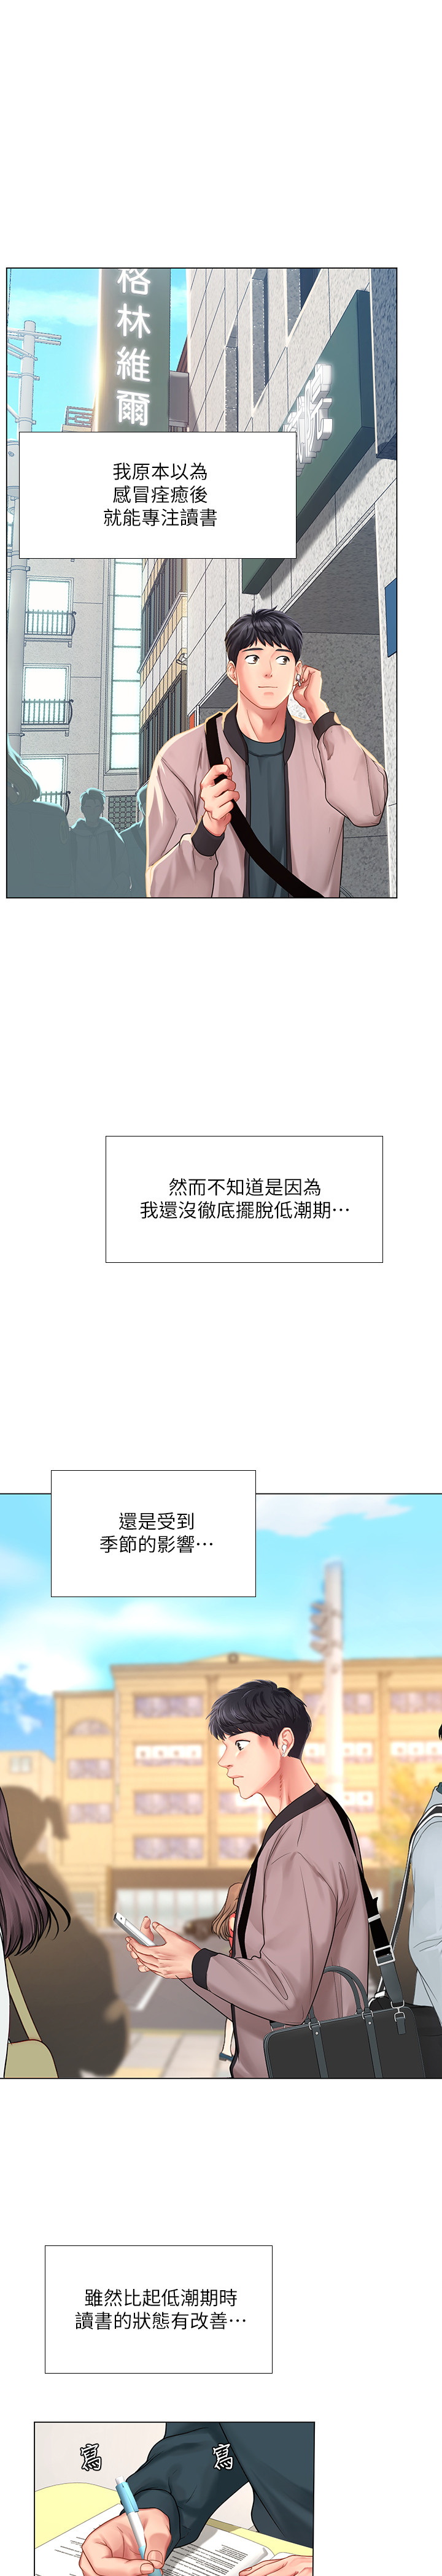 格林維爾
我原本以為
感冒痊癒後
就能專注讀書
然而不知道是因為
我還沒徹底擺脫低潮期⋯
還是受到
季節的影響⋯
雖然比起低潮期時
讀書的狀態有改善⋯
寫 寫